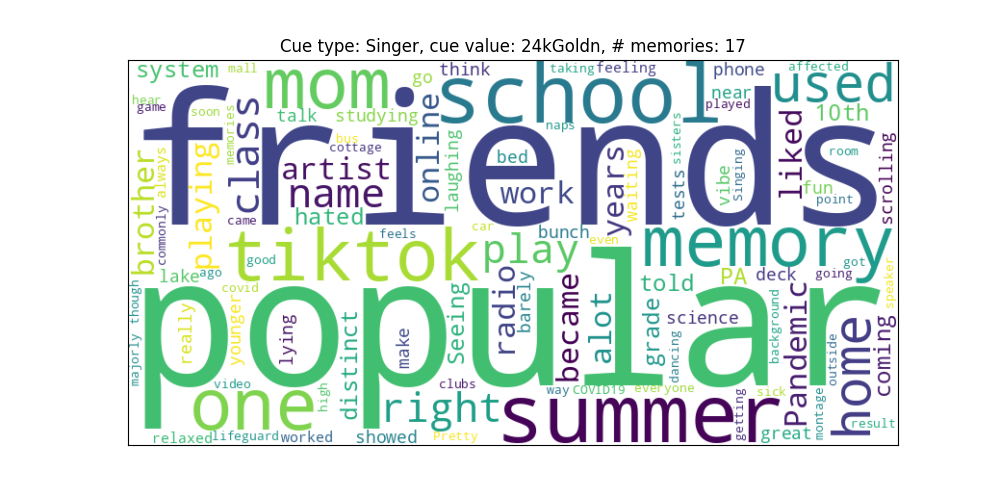 Cue type: Singer, cue value: 24kGoldn, # memories: 17
system mall mom go think taking feeling phone affected used
hear game soon memories class talk studying online school near played 10th
friends
bus cottage naps sisters liked room
brother always commonly playing artist name hated laughing bed work years waiting tests vibe singing fun point scrolling
came feels car bunch even
tiktok play memory
lake ago good told PA deck going got speaker
covid radio barely became alot grade science background Pandemic
popular
majorly though really younger lying distinct make Seeing dancing outside home coming
video high clubs way COVID19 everyone sick
one right summer getting montage result
relaxed lifeguard worked showed Pretty great